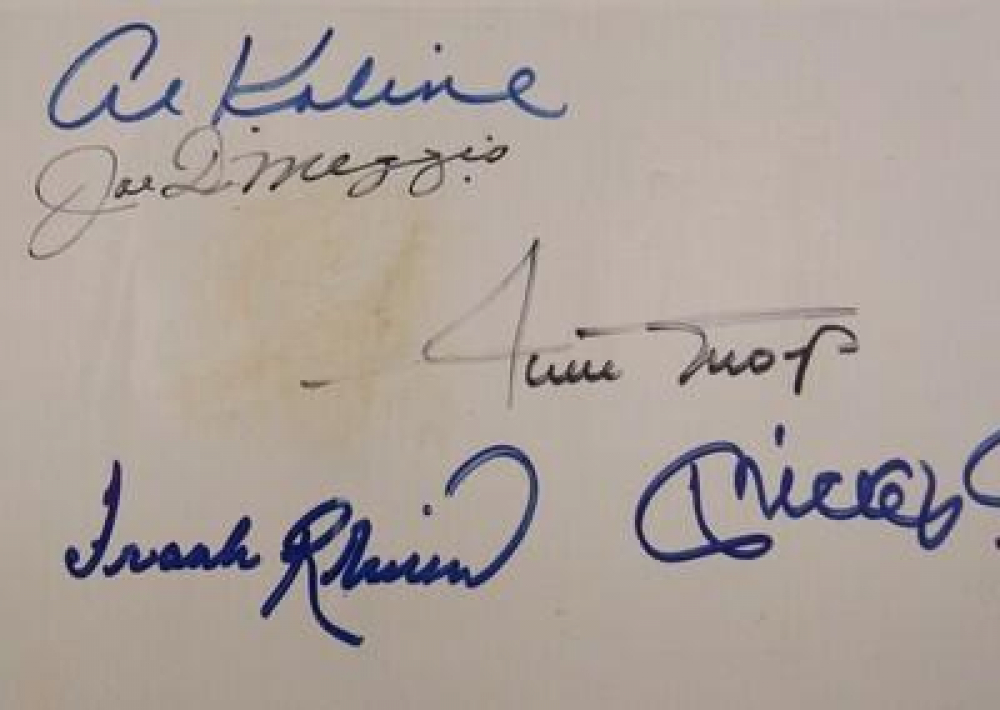 Al Kaline
Joe DiMaggio
Willie Mays
Frank Robinson Mickey